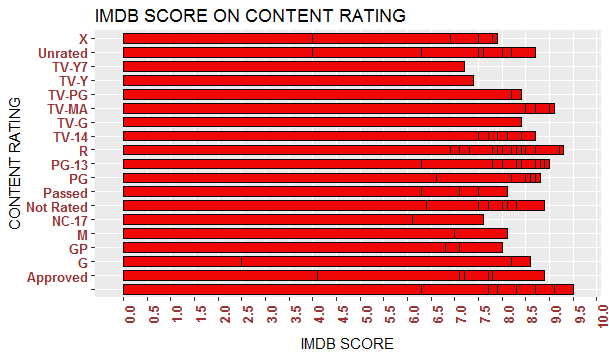 IMDB SCORE ON CONTENT RATING
CONTENT RATING
X
Unrated
TV-Y7
TV-Y
TV-PG
TV-MA
TV-G
TV-14
R
PG-13
PG
Passed
Not Rated
NC-17
M
GP
G
Approved
0.0 0.5 1.0 1.5 2.0 2.5 3.0 3.5 4.0 4.5 5.0 5.5 6.0 6.5 7.0 7.5 8.0 8.5 9.0 9.5 10.0
IMDB SCORE